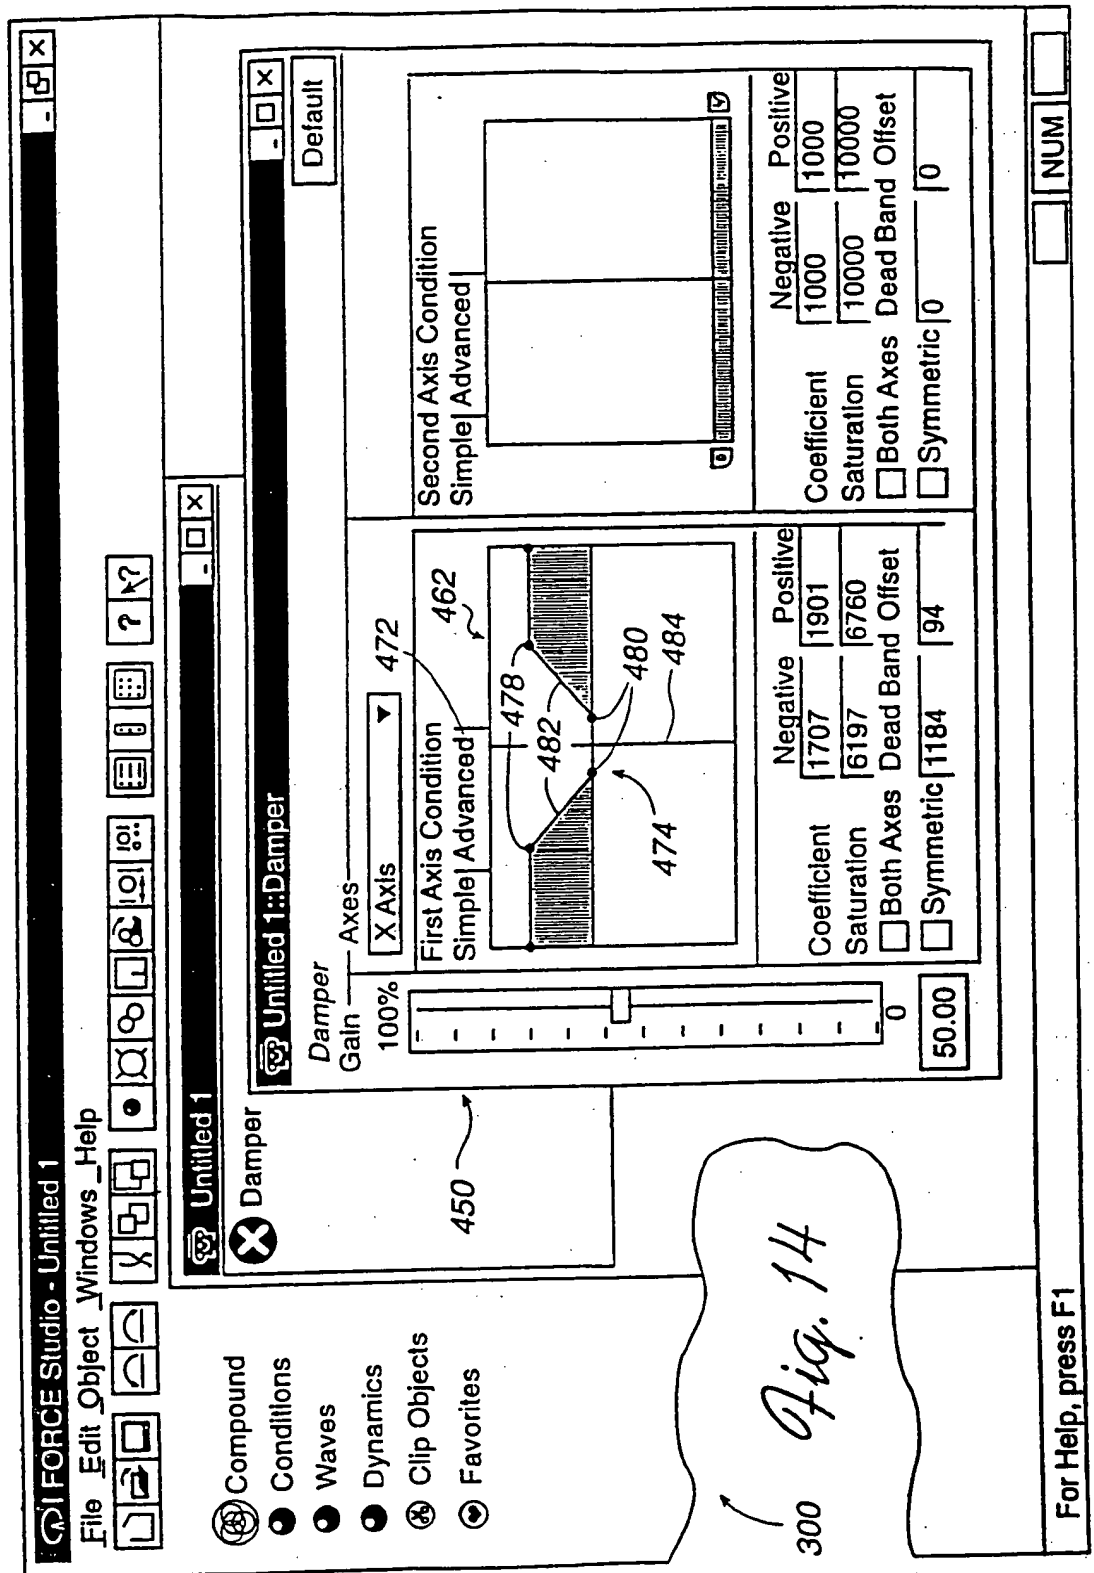 I FORCE Studio - Untitled 1
File Edit Object Windows Help
? ?
Compound
Conditions
Waves
Dynamics
Clip Objects
Favorites
Untitled 1
Damper
450
Untitled 1::Damper
Default
Damper
Gain
Axes
100%
0
50.00
X Axis
472
First Axis Condition
Simple Advanced
462
478
482
480
484
474
Negative Positive
Coefficient 1707 1901
Saturation 6197 6760
Both Axes Dead Band Offset
Symmetric 1184 94
Second Axis Condition
Simple Advanced
Negative Positive
Coefficient 1000 1000
Saturation 10000 10000
Both Axes Dead Band Offset
Symmetric 0 0
300
Fig. 14
For Help, press F1
NUM